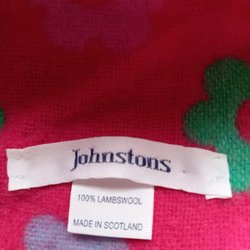 Johnstons
100% LAMBSWOOL
MADE IN SCOTLAND